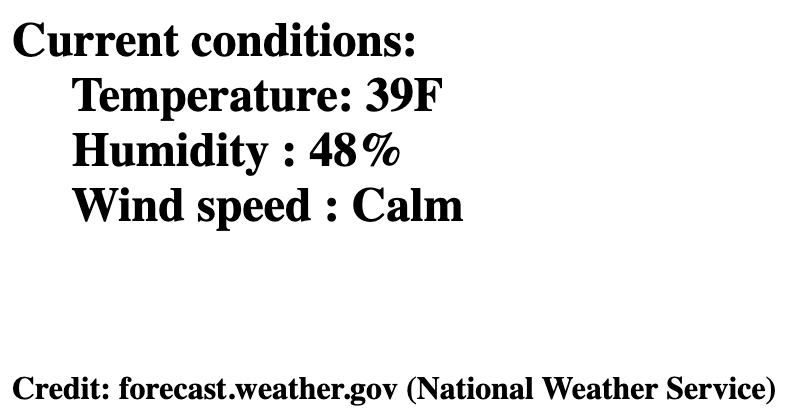 Current conditions:
Temperature: 39F
Humidity : 48%
Wind speed : Calm
Credit: forecast.weather.gov (National Weather Service)